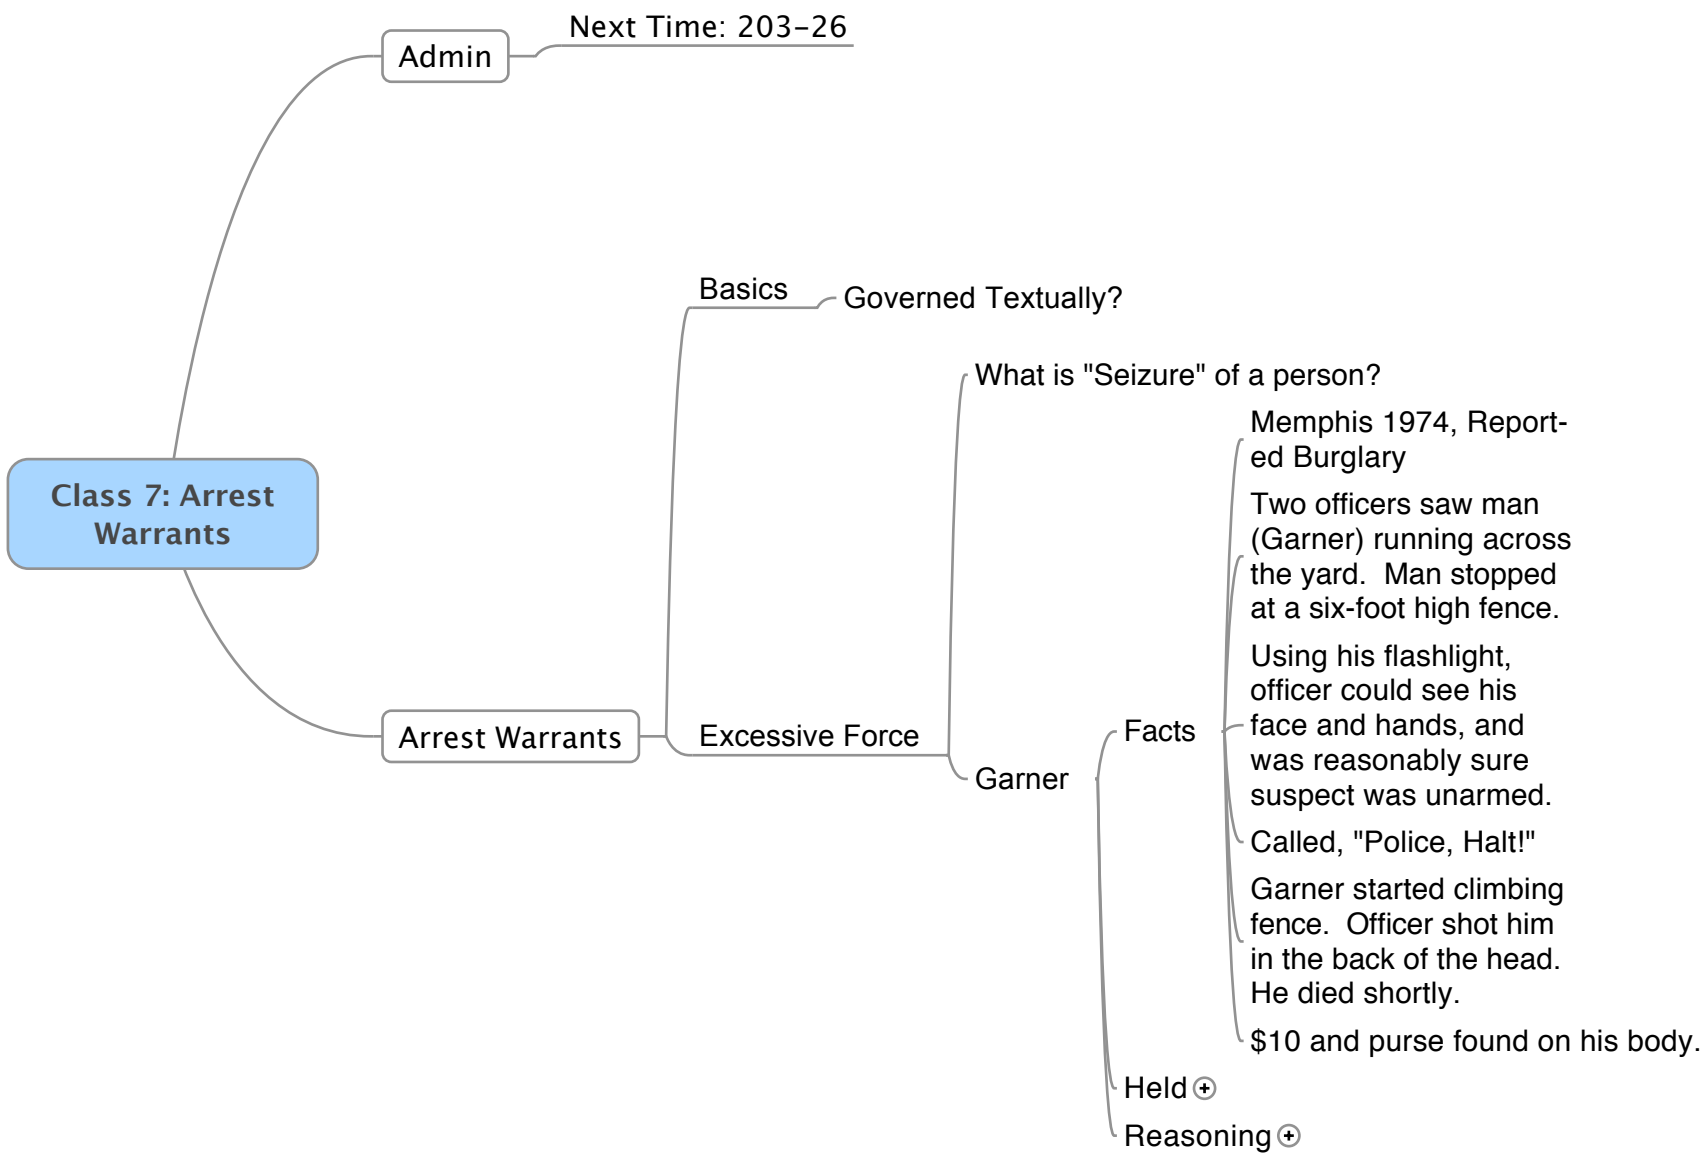 Next Time: 203-26
Admin
Basics
Governed Textually?
What is "Seizure" of a person?
Memphis 1974, Report-
ed Burglary
Two officers saw man
(Garner) running across
the yard.  Man stopped
at a six-foot high fence.
Class 7: Arrest
Warrants
Using his flashlight,
officer could see his
face and hands, and
was reasonably sure
suspect was unarmed.
Arrest Warrants
Excessive Force
Facts
Garner
Called, "Police, Halt!"
Garner started climbing
fence.  Officer shot him
in the back of the head.
He died shortly.
$10 and purse found on his body.
Held
Reasoning